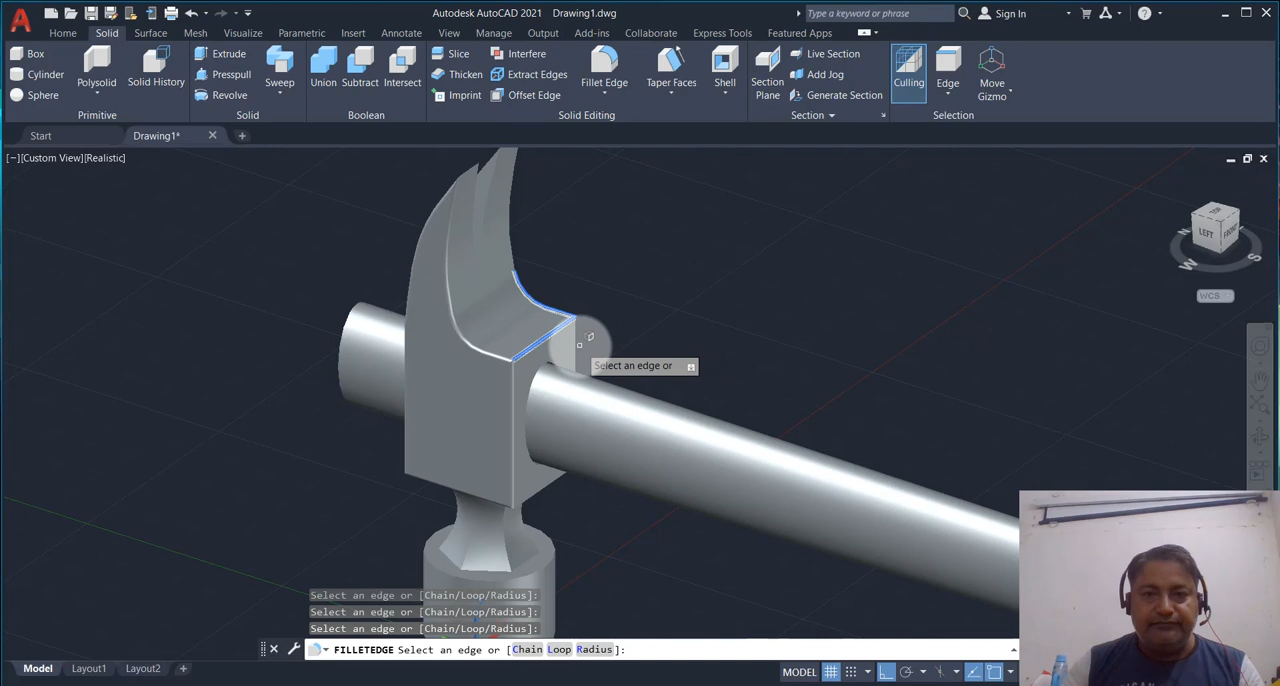 Autodesk AutoCAD 2021 Drawing1.dwg
Type a keyword or phrase
Sign In
Home Solid Surface Mesh Visualize Parametric Insert Annotate View Manage Output Add-ins Collaborate Express Tools Featured Apps
Box
Cylinder
Sphere
Polysolid
Solid History
Primitive
Extrude
Presspull
Revolve
Sweep
Solid
Union
Subtract
Intersect
Boolean
Slice
Thicken
Imprint
Interfere
Extract Edges
Offset Edge
Fillet Edge
Taper Faces
Shell
Solid Editing
Section Plane
Live Section
Add Jog
Generate Section
Section
Culling
Edge
Move Gizmo
Selection
Start
Drawing1*
[−][Custom View][Realistic]
TOP
LEFT
FRONT
N
W
S
WCS
Select an edge or
Select an edge or [Chain/Loop/Radius]:
Select an edge or [Chain/Loop/Radius]:
Select an edge or [Chain/Loop/Radius]:
FILLETEDGE Select an edge or [Chain Loop Radius]:
Model Layout1 Layout2
MODEL